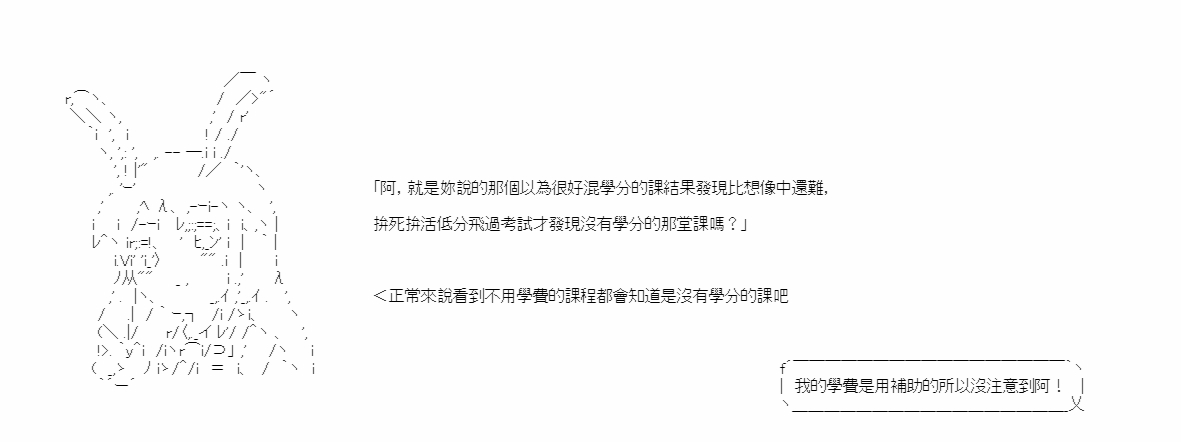 「阿, 就是妳說的那個以為很好混學分的課結果發現比想像中還難,
拚死拚活低分飛過考試才發現沒有學分的那堂課嗎？」
＜正常來說看到不用學費的課程都會知道是沒有學分的課吧
我的學費是用補助的所以沒注意到阿！